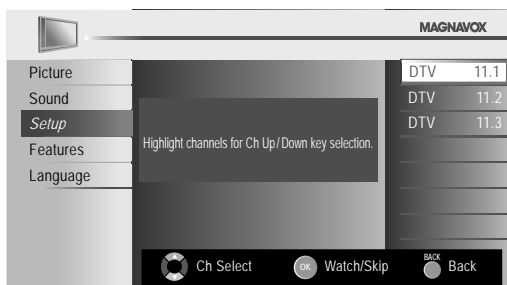 MAGNAVOX
Picture
Sound
Setup
Features
Language
Highlight channels for Ch Up / Down key selection.
DTV 11.1
DTV 11.2
DTV 11.3
Ch Select
OK Watch/Skip
BACK Back